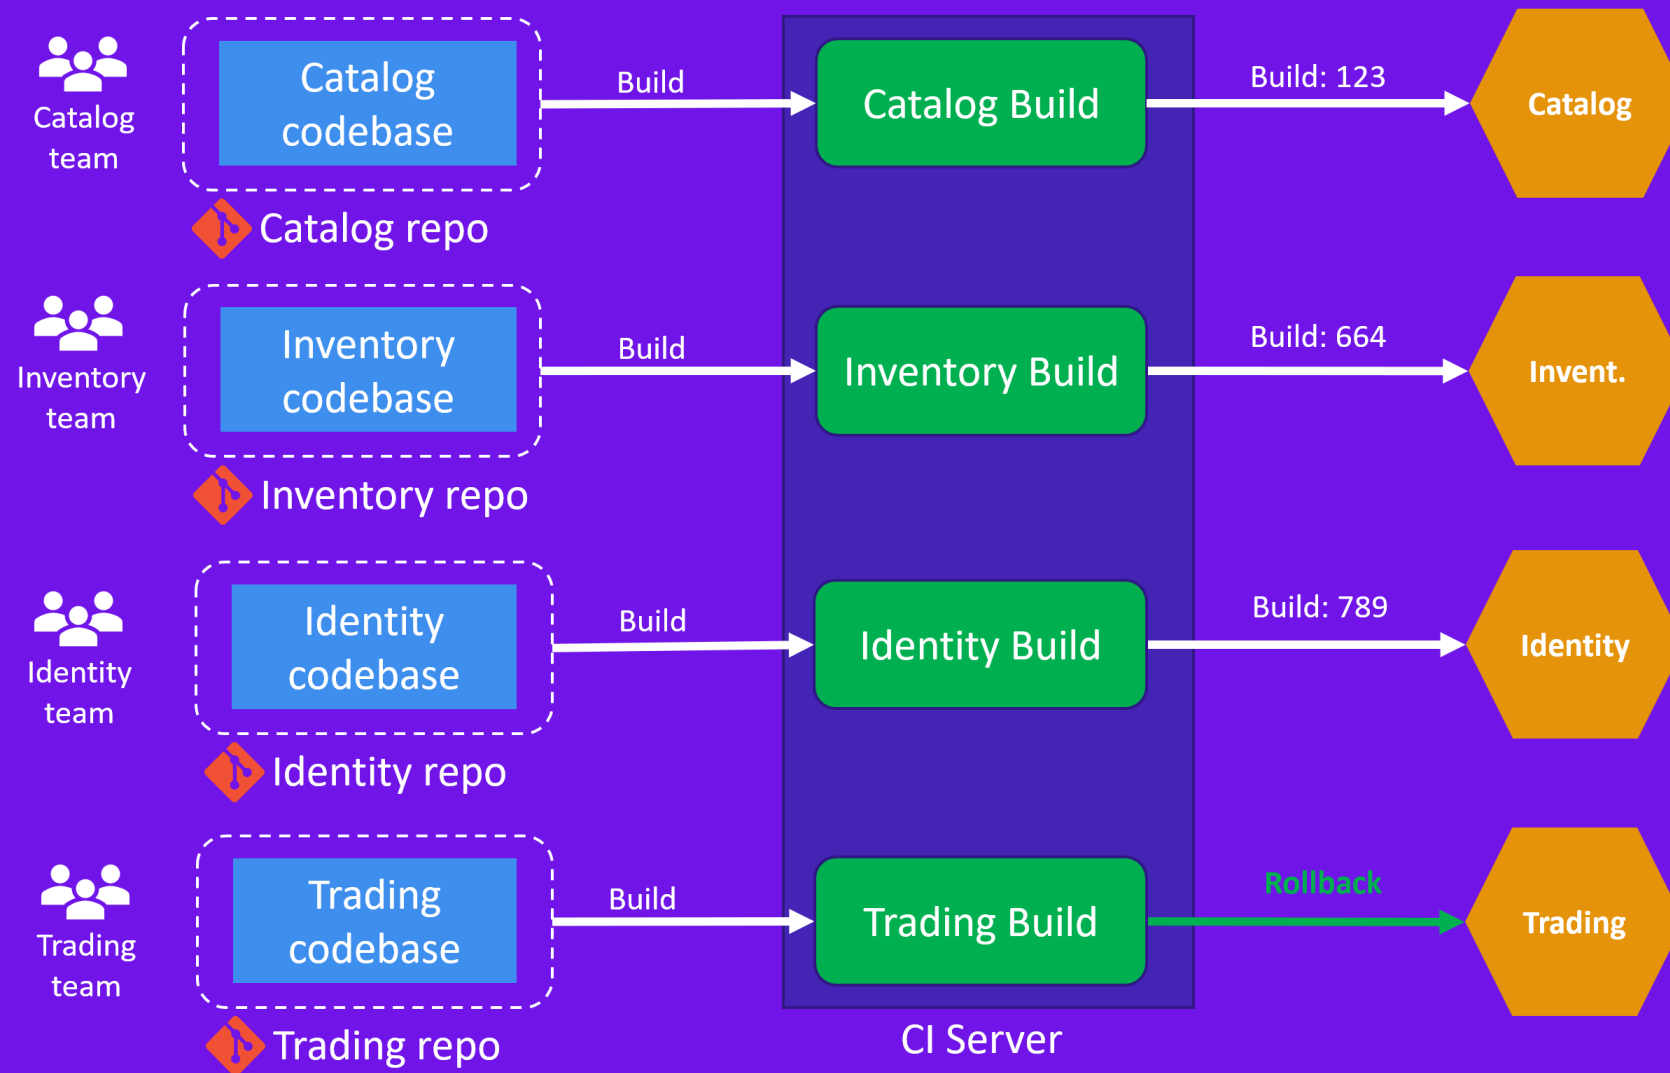 Catalog
team
Catalog
codebase
Catalog repo
Build
Catalog Build
Build: 123
Catalog
Inventory
team
Inventory
codebase
Inventory repo
Build
Inventory Build
Build: 664
Invent.
Identity
team
Identity
codebase
Identity repo
Build
Identity Build
Build: 789
Identity
Trading
team
Trading
codebase
Trading repo
Build
Trading Build
Rollback
Trading
CI Server